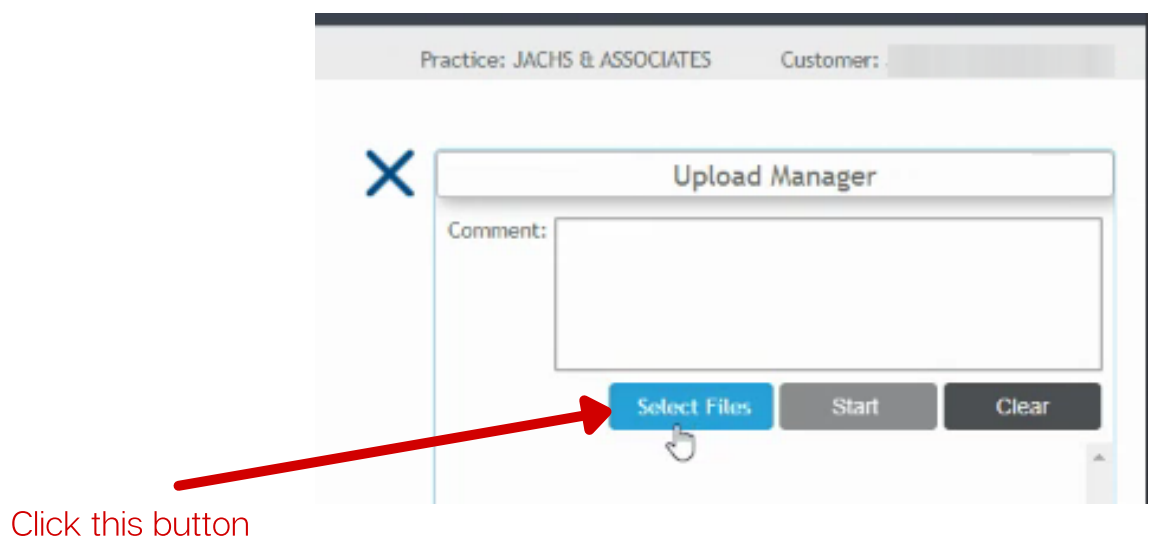 Practice: JACHS & ASSOCIATES Customer:
Upload Manager
Comment:
Select Files Start Clear
Click this button